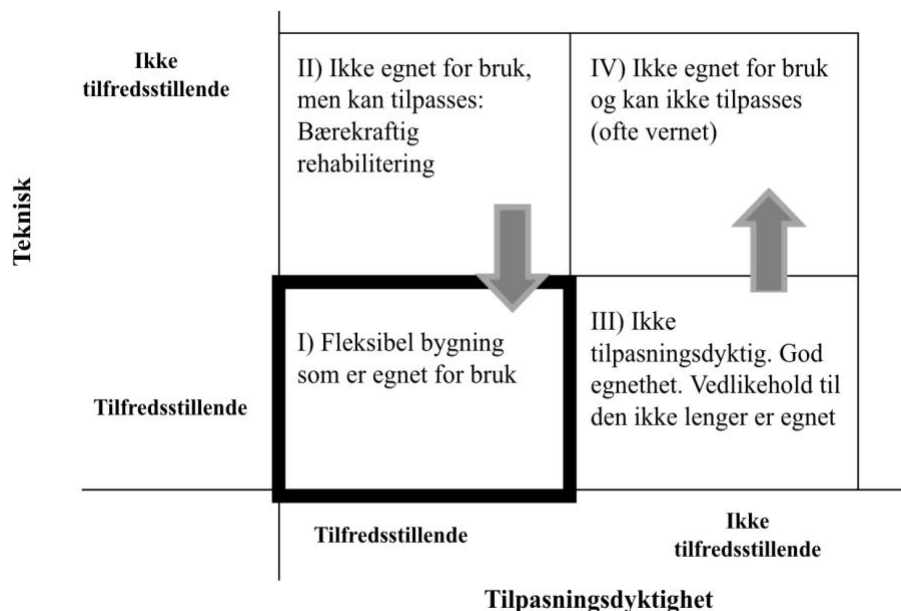 Ikke
tilfredsstillende
II) Ikke egnet for bruk,
men kan tilpasses:
Bærekraftig
rehabilitering
IV) Ikke egnet for bruk
og kan ikke tilpasses
(ofte vernet)
Teknisk
I) Fleksibel bygning
som er egnet for bruk
III) Ikke
tilpasningsdyktig. God
egnethet. Vedlikehold til
den ikke lenger er egnet
Tilfredsstillende
Tilfredsstillende
Ikke
tilfredsstillende
Tilpasningsdyktighet